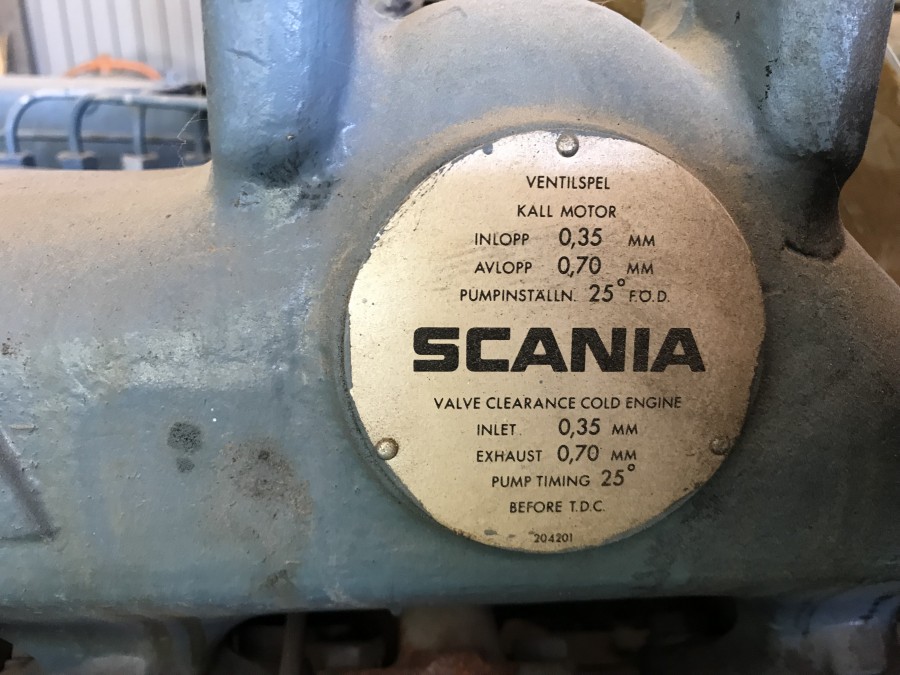 VENTILSPEL
KALL MOTOR
INLOPP 0,35 MM
AVLOPP 0,70 MM
PUMPINSTÄLLN. 25° F.Ö.D.
SCANIA
VALVE CLEARANCE COLD ENGINE
INLET 0,35 MM
EXHAUST 0,70 MM
PUMP TIMING 25°
BEFORE T.D.C.
204201